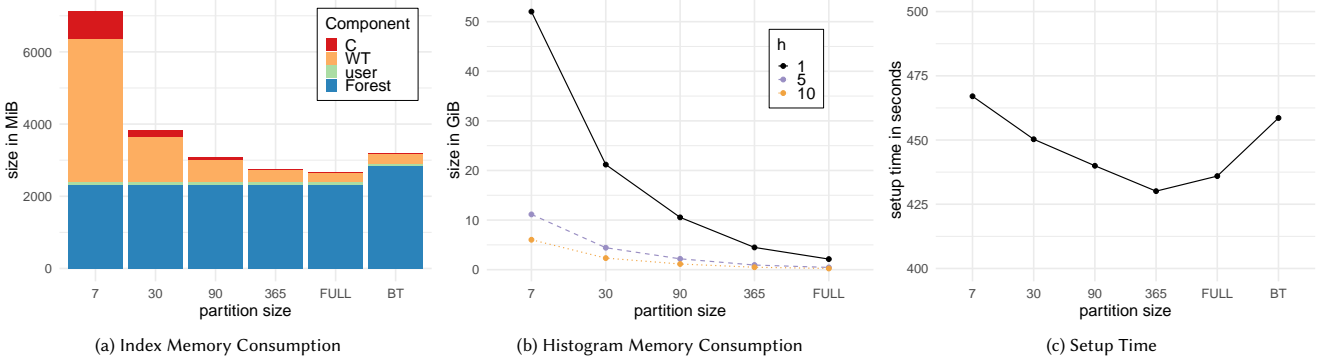 size in MiB
6000
4000
2000
0
Component
C
WT
user
Forest
7
30
90
365
FULL
BT
partition size
(a) Index Memory Consumption
size in GiB
50
40
30
20
10
0
h
1
5
10
7
30
90
365
FULL
partition size
(b) Histogram Memory Consumption
setup time in seconds
500
475
450
425
400
7
30
90
365
FULL
BT
partition size
(c) Setup Time